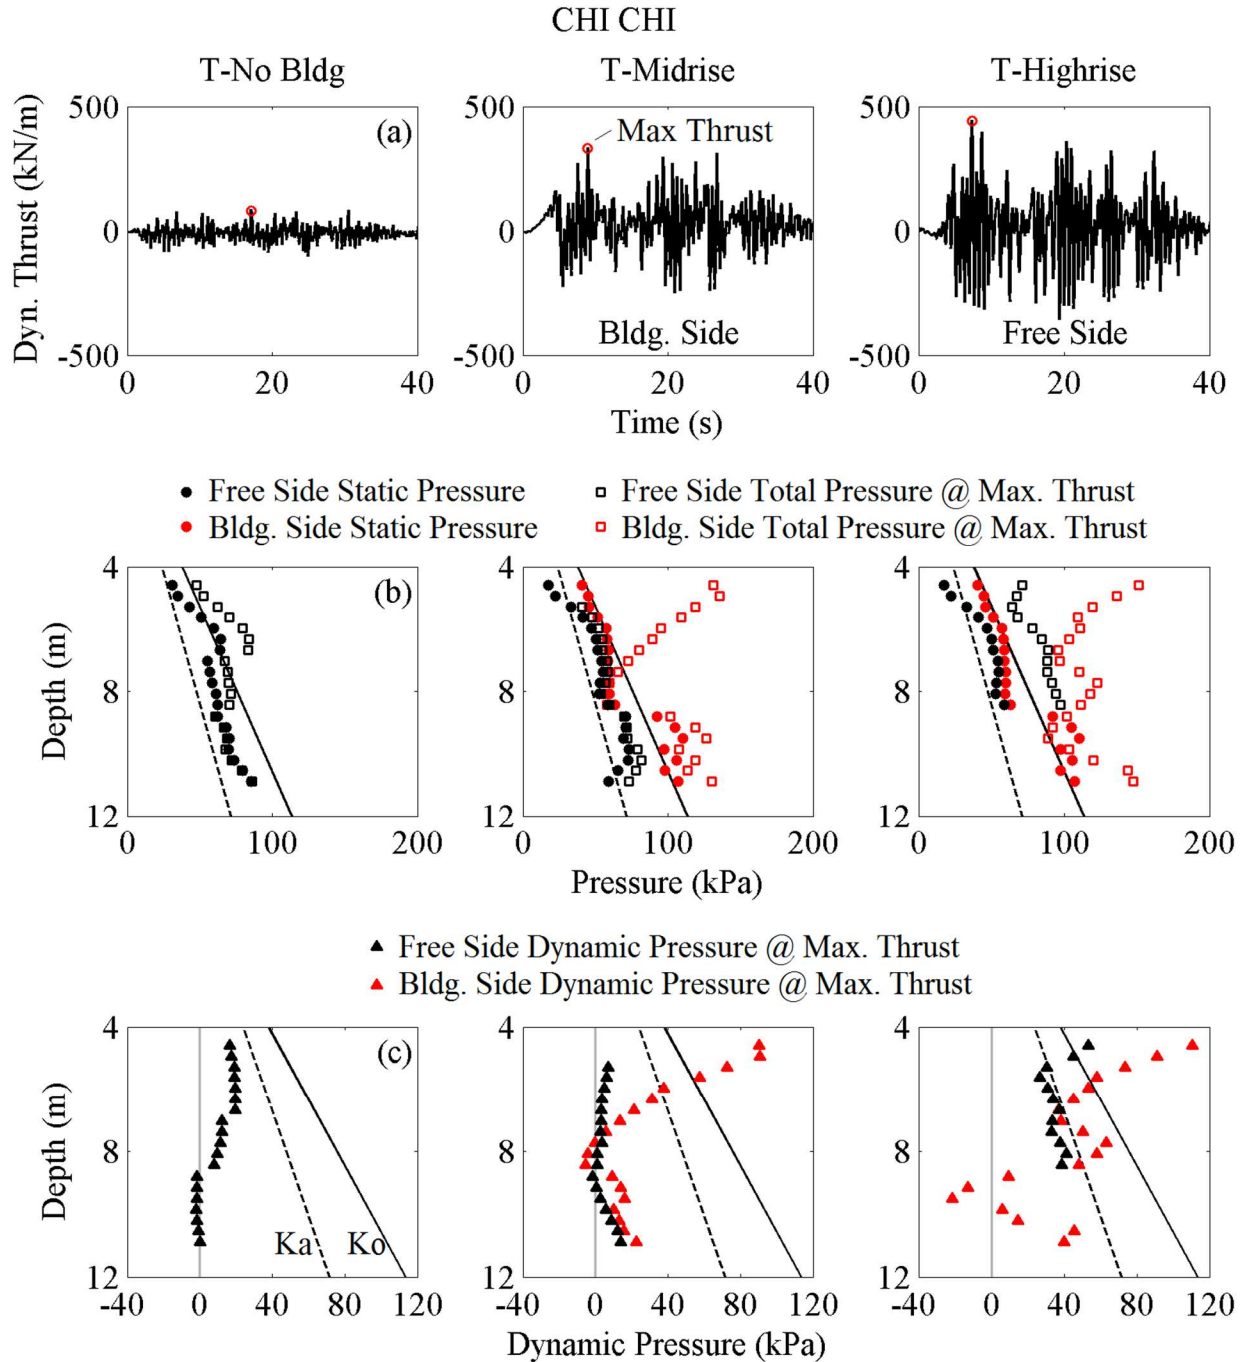 CHI CHI
T-No Bldg
T-Midrise
T-Highrise
Dyn. Thrust (kN/m)
500
0
-500
(a)
0
20
40
500
0
-500
Max Thrust
Bldg. Side
0
20
40
500
0
-500
Free Side
0
20
40
Time (s)
Free Side Static Pressure
Free Side Total Pressure @ Max. Thrust
Bldg. Side Static Pressure
Bldg. Side Total Pressure @ Max. Thrust
Depth (m)
4
8
12
(b)
0
100
200
4
8
12
0
100
200
4
8
12
0
100
200
Pressure (kPa)
Free Side Dynamic Pressure @ Max. Thrust
Bldg. Side Dynamic Pressure @ Max. Thrust
Depth (m)
4
8
12
(c)
Ka
Ko
-40
0
40
80
120
4
8
12
-40
0
40
80
120
4
8
12
-40
0
40
80
120
Dynamic Pressure (kPa)